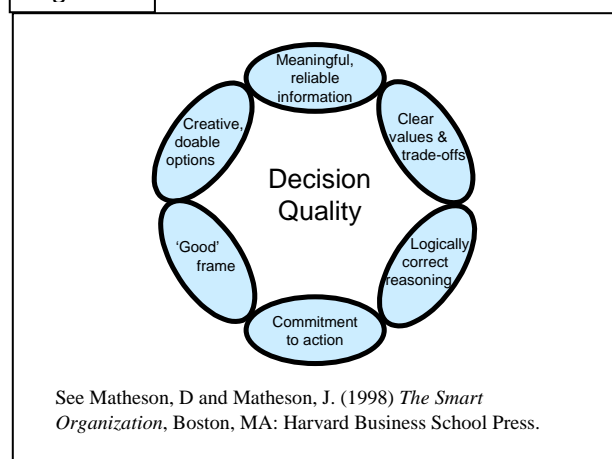 Meaningful,
reliable
information
Clear
values &
trade-offs
Logically
correct
reasoning
Commitment
to action
'Good'
frame
Creative,
doable
options
Decision
Quality
See Matheson, D and Matheson, J. (1998) The Smart
Organization, Boston, MA: Harvard Business School Press.